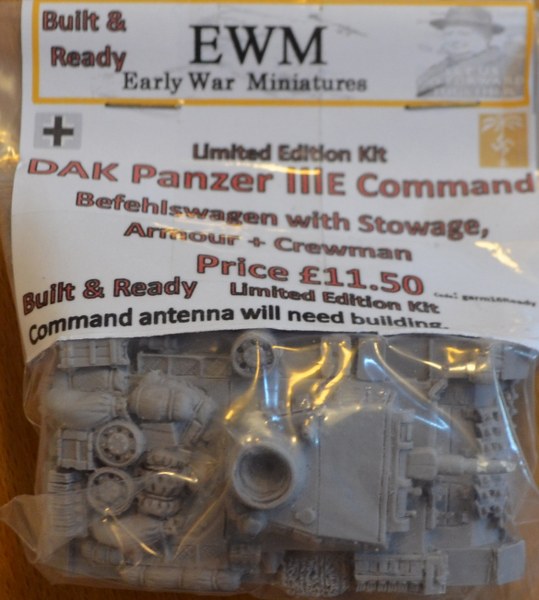 Built &
Ready
EWM
Early War Miniatures
Limited Edition Kit
DAK Panzer IIIE Command
Befehlswagen with Stowage,
Armour + Crewman
Price £11.50
Built & Ready
Limited Edition Kit
Command antenna will need building.